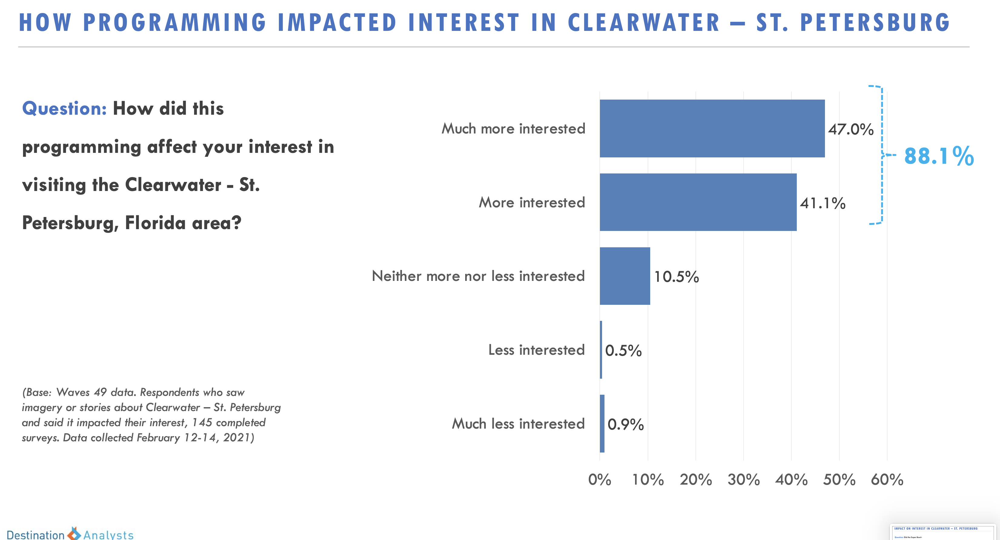 HOW PROGRAMMING IMPACTED INTEREST IN CLEARWATER – ST. PETERSBURG
Question: How did this
programming affect your interest in
visiting the Clearwater - St.
Petersburg, Florida area?
(Base: Waves 49 data. Respondents who saw
imagery or stories about Clearwater – St. Petersburg
and said it impacted their interest, 145 completed
surveys. Data collected February 12-14, 2021)
Much more interested 47.0%
88.1%
More interested 41.1%
Neither more nor less interested 10.5%
Less interested 0.5%
Much less interested 0.9%
0% 10% 20% 30% 40% 50% 60%
Destination Analysts
IMPACT ON INTEREST IN CLEARWATER – ST. PETERSBURG
Question: Did the Super Bowl-